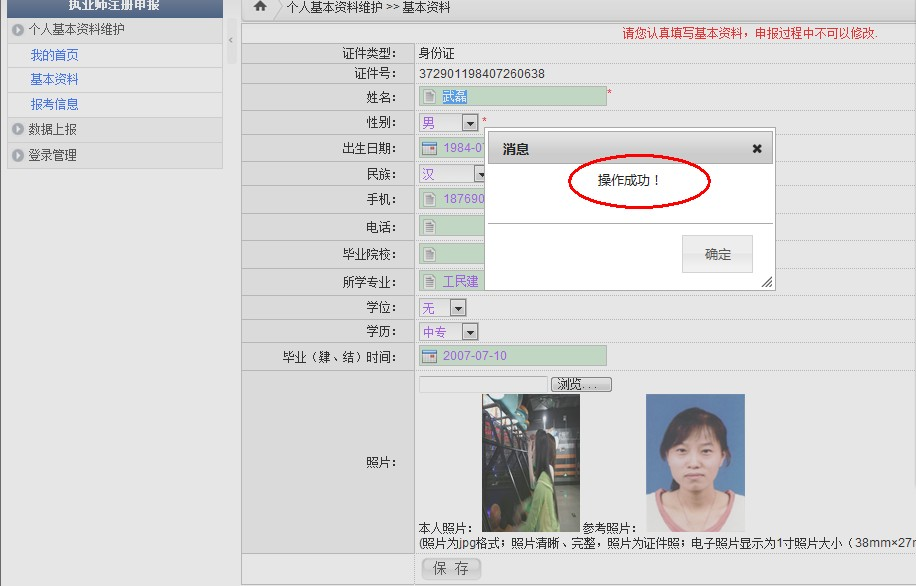 执业师注册申报
个人基本资料维护 >> 基本资料
个人基本资料维护
我的首页
基本资料
报考信息
数据上报
登录管理
请您认真填写基本资料，申报过程中不可以修改.
证件类型： 身份证
证件号： 372901198407260638
姓名： 武磊 *
性别： 男 *
出生日期： 1984-07
民族： 汉
手机： 187690
电话：
毕业院校：
所学专业： 工民建
学位： 无
学历： 中专
毕业（肄、结）时间： 2007-07-10
消息
操作成功！
确定
浏览...
照片：
本人照片： 参考照片：
(照片为jpg格式；照片清晰、完整，照片为证件照；电子照片显示为1寸照片大小（38mm×27m
保 存